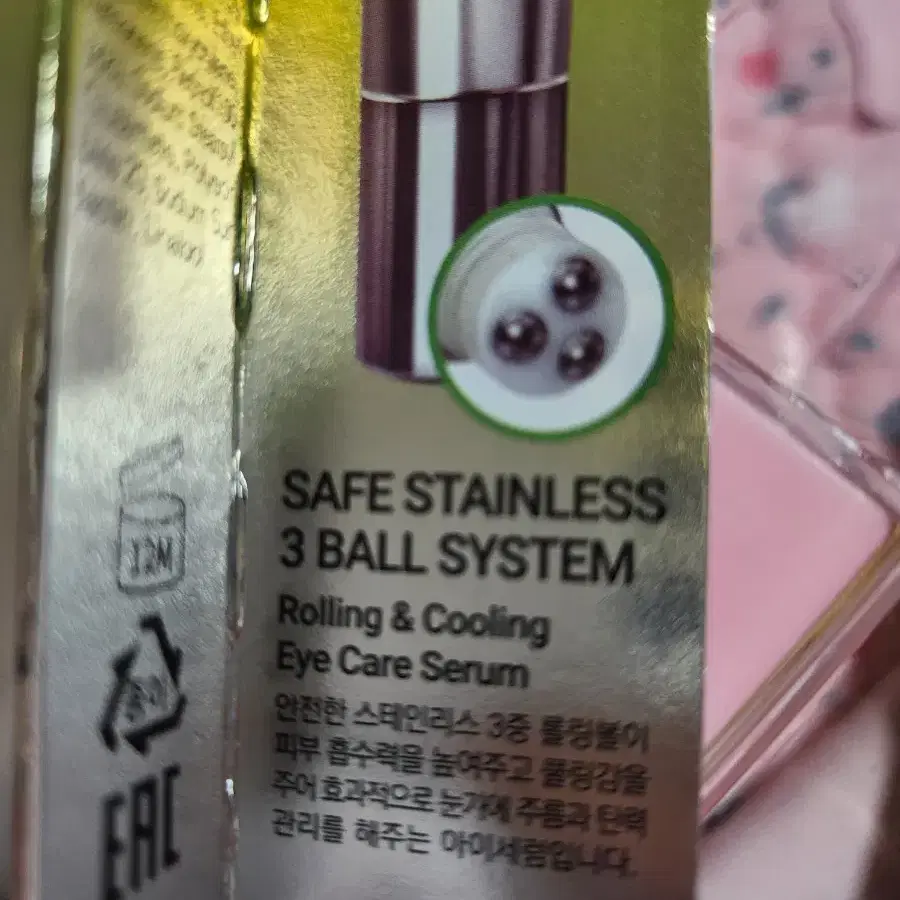 12M
종이
EAC
SAFE STAINLESS
3 BALL SYSTEM
Rolling & Cooling
Eye Care Serum
안전한 스테인리스 3중 롤링볼이
피부 흡수력을 높여주고 쿨링감을
주어 효과적으로 눈가에 주름과 탄력
관리를 해주는 아이세럼입니다.